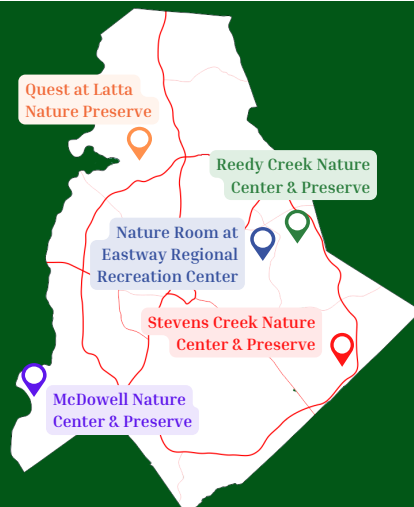 Quest at Latta
Nature Preserve
Reedy Creek Nature
Center & Preserve
Nature Room at
Eastway Regional
Recreation Center
Stevens Creek Nature
Center & Preserve
McDowell Nature
Center & Preserve